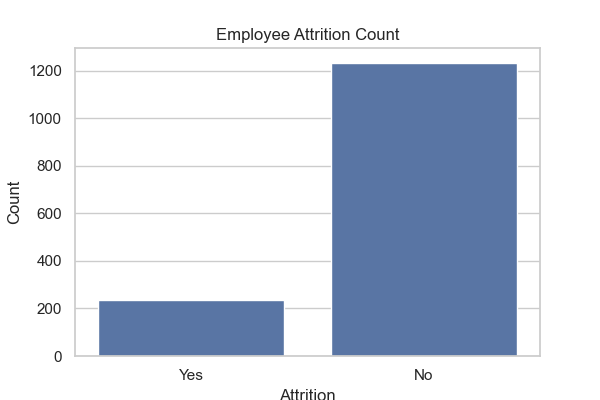 Employee Attrition Count
1200
1000
800
600
400
200
0
Count
Yes
No
Attrition